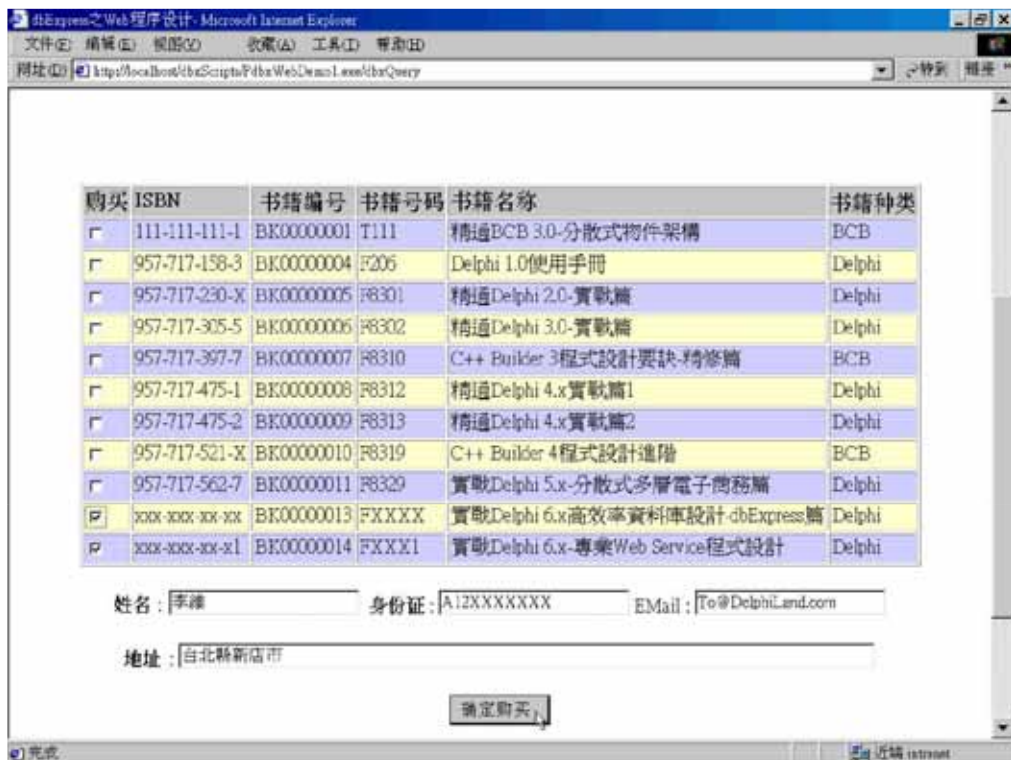 dbExpress之Web程序设计- Microsoft Internet Explorer
文件(F) 编辑(E) 视图(V) 收藏(A) 工具(T) 帮助(H)
网址(D) http://localhost/dbxScripts/PdbxWebDemo1.exe/dbxQuery 转到 链接 »
购买 ISBN 书籍编号 书籍号码 书籍名称 书籍种类
111-111-111-1 BK00000001 T111 精通BCB 3.0-分散式物件架構 BCB
957-717-158-3 BK00000004 F206 Delphi 1.0使用手冊 Delphi
957-717-230-X BK00000005 F8301 精通Delphi 2.0-實戰篇 Delphi
957-717-305-5 BK00000006 F8302 精通Delphi 3.0-實戰篇 Delphi
957-717-397-7 BK00000007 F8310 C++ Builder 3程式設計要訣-精修篇 BCB
957-717-475-1 BK00000008 F8312 精通Delphi 4.x實戰篇1 Delphi
957-717-475-2 BK00000009 F8313 精通Delphi 4.x實戰篇2 Delphi
957-717-521-X BK00000010 F8319 C++ Builder 4程式設計進階 BCB
957-717-562-7 BK00000011 F8329 實戰Delphi 5.x-分散式多層電子商務篇 Delphi
xxx-xxx-xx-xx BK00000013 FXXXX 實戰Delphi 6.x高效率資料庫設計-dbExpress篇 Delphi
xxx-xxx-xx-x1 BK00000014 FXXX1 實戰Delphi 6.x-專業Web Service程式設計 Delphi
姓名 : 李維 身份证 : A12XXXXXXX EMail : To@DelphiLand.com
地址 : 台北縣新店市
确定购买
完成 近端 intranet